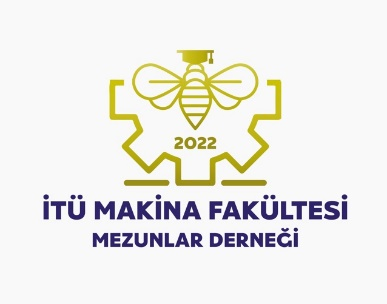 2022
İTÜ MAKİNA FAKÜLTESİ
MEZUNLAR DERNEĞİ